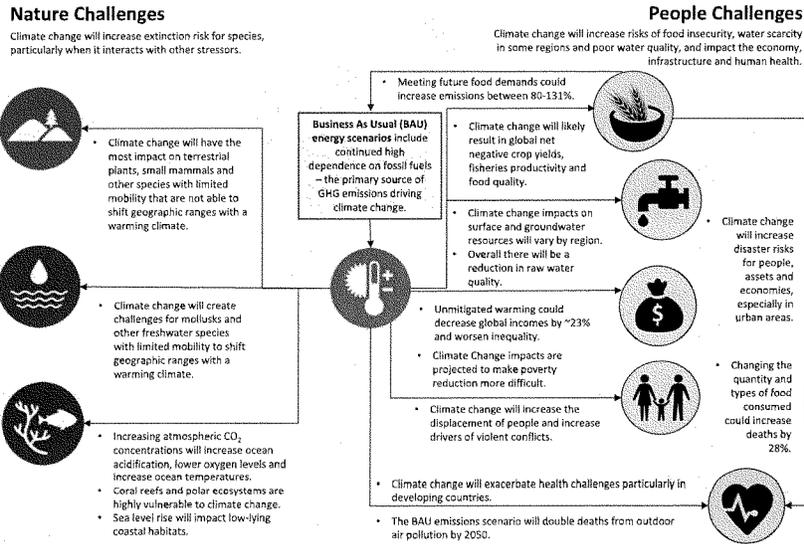 Nature Challenges
Climate change will increase extinction risk for species,
particularly when it interacts with other stressors.
People Challenges
Climate change will increase risks of food insecurity, water scarcity
in some regions and poor water quality, and impact the economy,
infrastructure and human health.
• Meeting future food demands could
increase emissions between 80-131%.
Business As Usual (BAU)
energy scenarios include
continued high
dependence on fossil fuels
– the primary source of
GHG emissions driving
climate change.
• Climate change will have the
most impact on terrestrial
plants, small mammals and
other species with limited
mobility that are not able to
shift geographic ranges with a
warming climate.
• Climate change will likely
result in global net
negative crop yields,
fisheries productivity and
food quality.
• Climate change impacts on
surface and groundwater
resources will vary by region.
• Overall there will be a
reduction in raw water
quality.
• Climate change
will increase
disaster risks
for people,
assets and
economies,
especially in
urban areas.
• Climate change will create
challenges for mollusks and
other freshwater species
with limited mobility to shift
geographic ranges with a
warming climate.
+
–
$
• Unmitigated warming could
decrease global incomes by ~23%
and worsen inequality.
• Climate Change impacts are
projected to make poverty
reduction more difficult.
• Climate change will increase the
displacement of people and increase
drivers of violent conflicts.
• Changing the
quantity and
types of food
consumed
could increase
deaths by
28%.
• Increasing atmospheric CO₂
concentrations will increase ocean
acidification, lower oxygen levels and
increase ocean temperatures.
• Coral reefs and polar ecosystems are
highly vulnerable to climate change.
• Sea level rise will impact low-lying
coastal habitats.
• Climate change will exacerbate health challenges particularly in
developing countries.
• The BAU emissions scenario will double deaths from outdoor
air pollution by 2050.